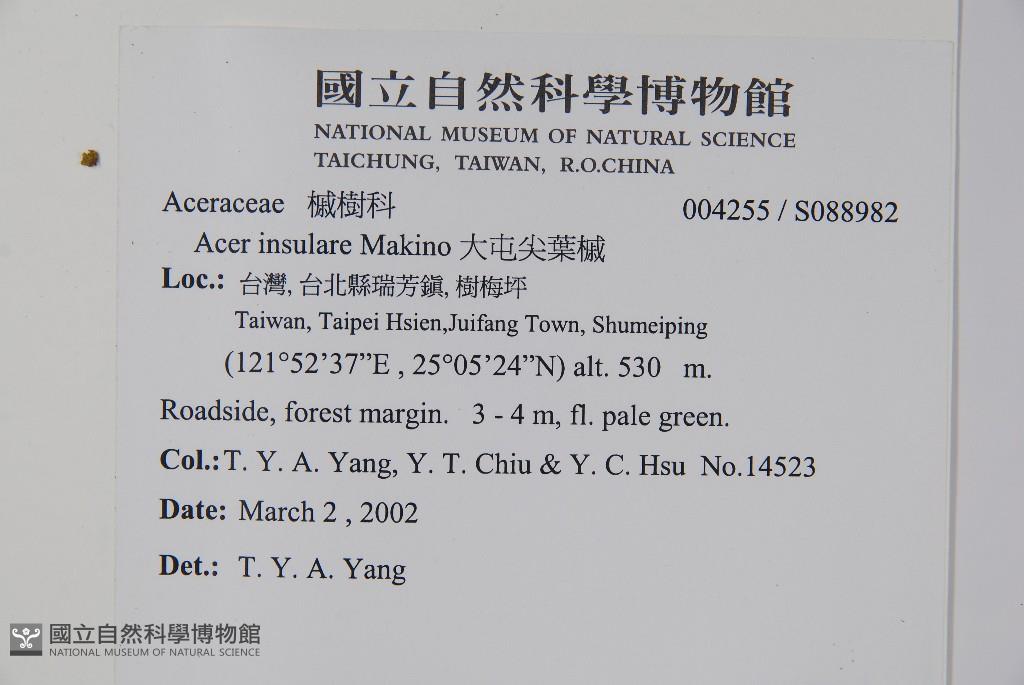 國立自然科學博物館
NATIONAL MUSEUM OF NATURAL SCIENCE
TAICHUNG, TAIWAN, R.O.CHINA
Aceraceae 槭樹科 004255 / S088982
Acer insulare Makino 大屯尖葉槭
Loc.: 台灣, 台北縣瑞芳鎮, 樹梅坪
Taiwan, Taipei Hsien,Juifang Town, Shumeiping
(121°52’37”E , 25°05’24”N) alt. 530 m.
Roadside, forest margin. 3 - 4 m, fl. pale green.
Col.: T. Y. A. Yang, Y. T. Chiu & Y. C. Hsu No.14523
Date: March 2 , 2002
Det.: T. Y. A. Yang
國立自然科學博物館
NATIONAL MUSEUM OF NATURAL SCIENCE